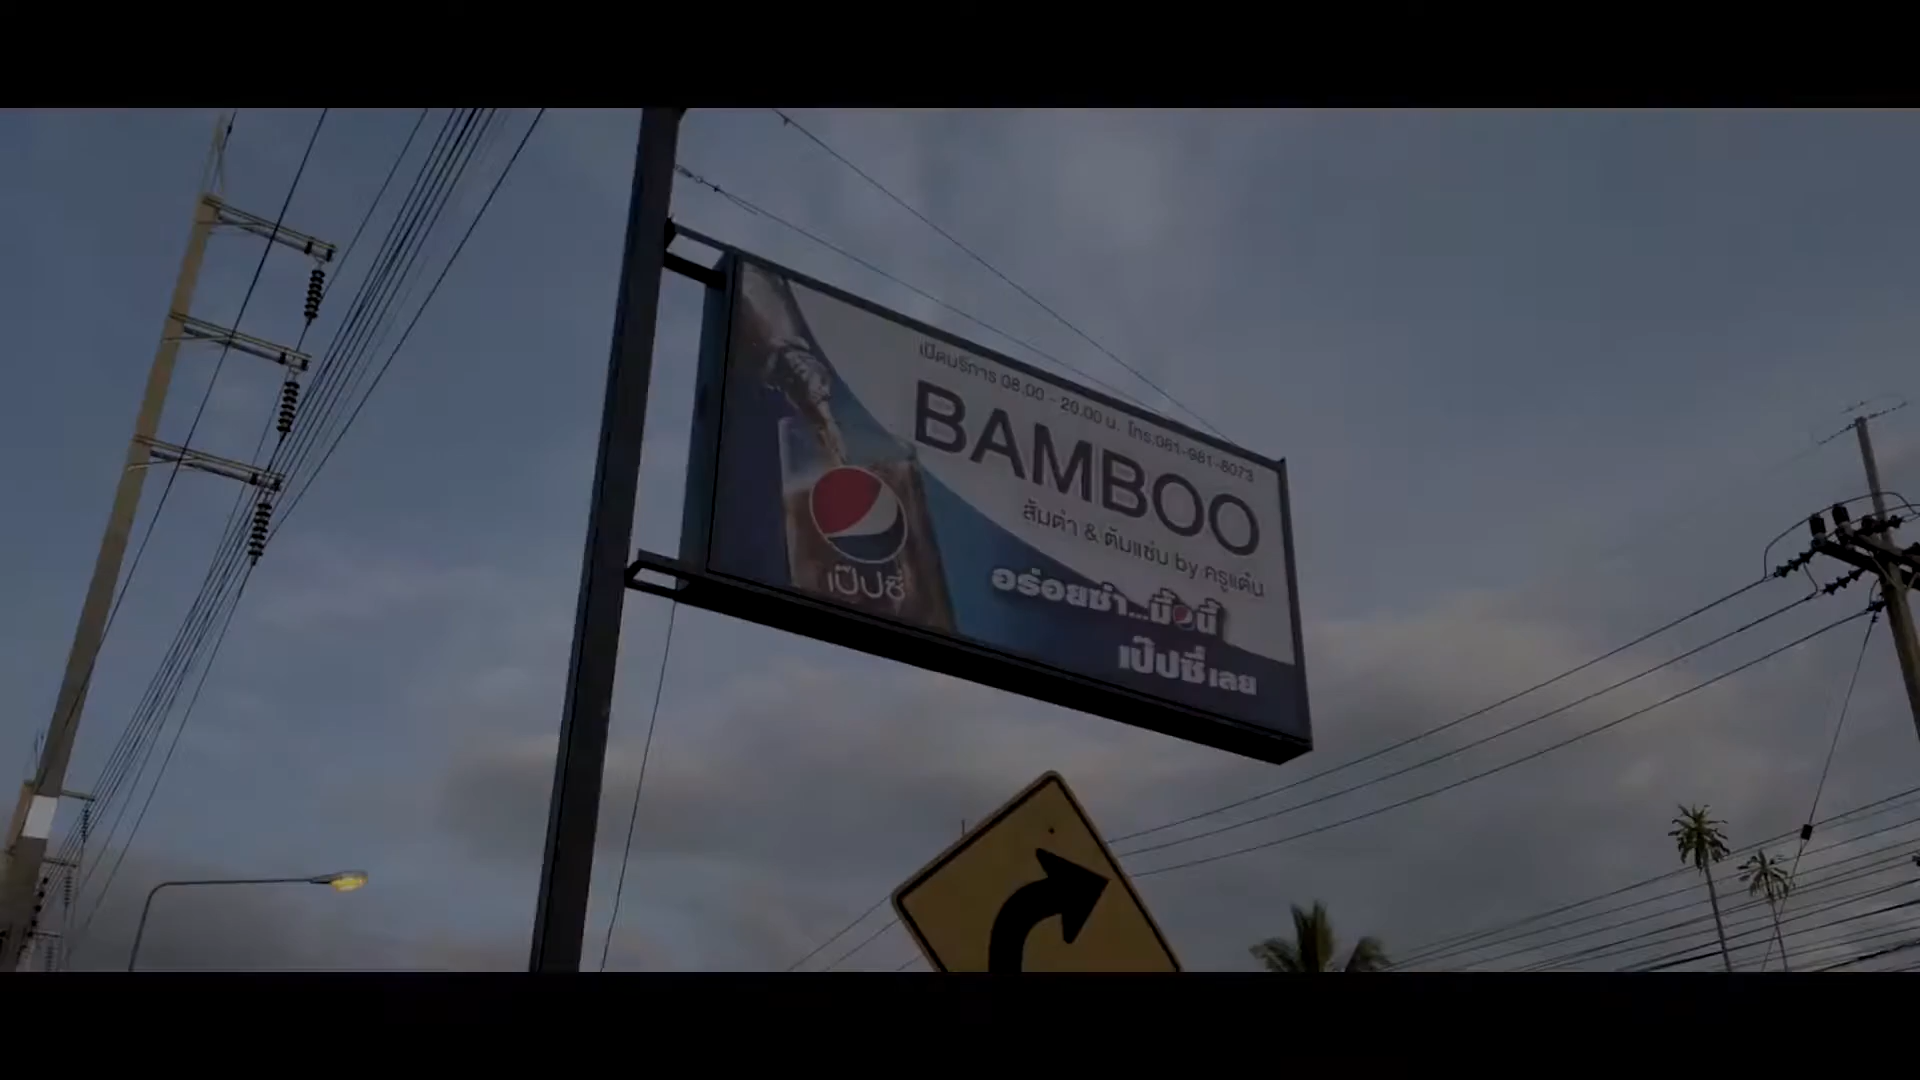 เปิดบริการ 08.00 - 20.00 น. โทร.081-981-8073
BAMBOO
ส้มตำ & ต้มแซ่บ by ครูแต๋น
เป๊ปซี่
อร่อยซ่า...มื้อนี้
เป๊ปซี่เลย